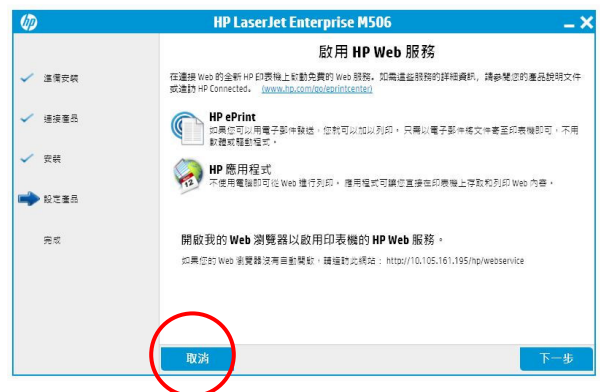 hp
HP LaserJet Enterprise M506
啟用 HP Web 服務
準備安裝
連接產品
安裝
設定產品
完成
在連接 Web 的全新 HP 印表機上啟動免費的 Web 服務。如需這些服務的詳細資訊，請參閱您的產品說明文件
或造訪 HP Connected。 (www.hp.com/go/eprintcenter)
HP ePrint
如果您可以用電子郵件發送，您就可以加以列印。只需以電子郵件將文件寄至印表機即可，不用
軟體或驅動程式。
HP 應用程式
12
不使用電腦即可從 Web 進行列印。應用程式可讓您直接在印表機上存取和列印 Web 內容。
開啟我的 Web 瀏覽器以啟用印表機的 HP Web 服務。
如果您的 Web 瀏覽器沒有自動開啟，請造訪此網站：http://10.105.161.195/hp/webservice
取消
下一步